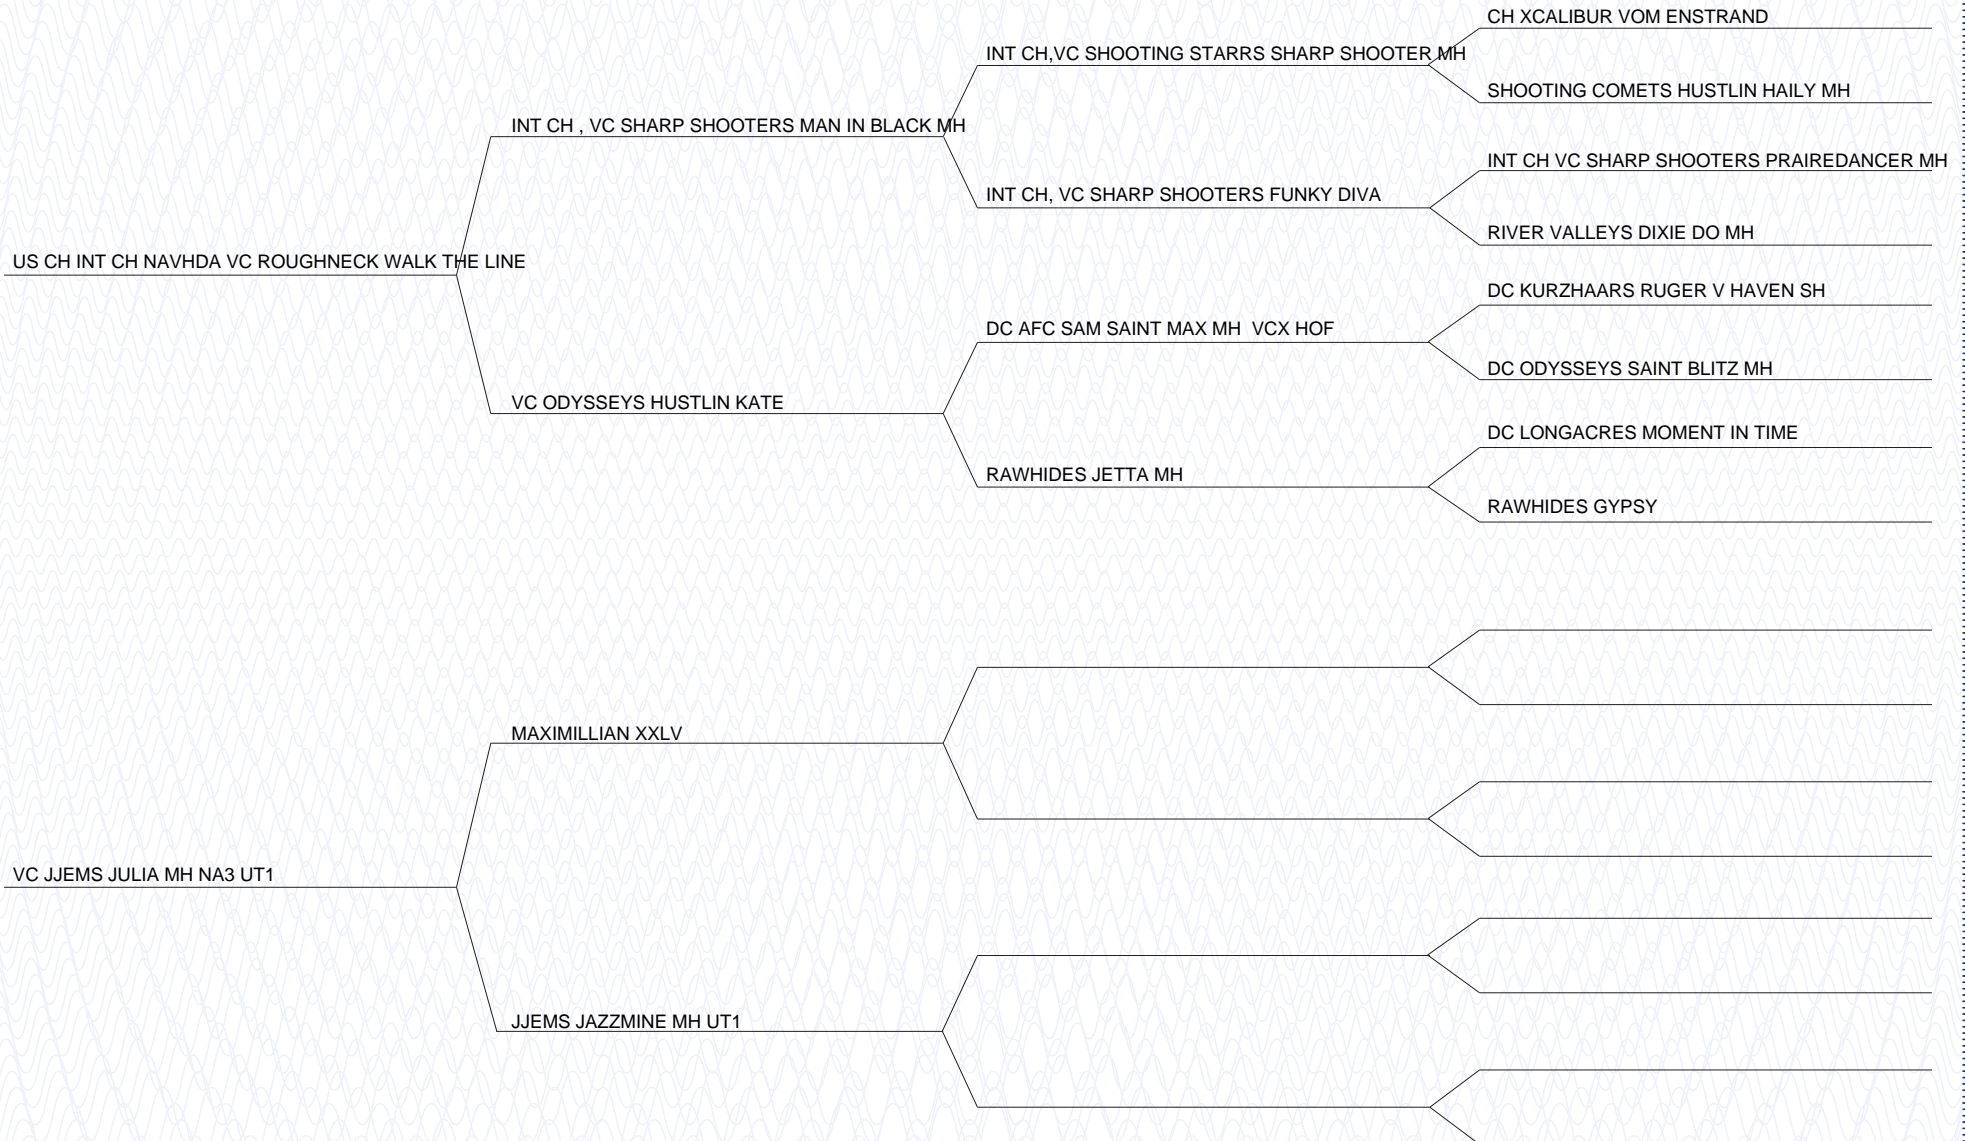 CH XCALIBUR VOM ENSTRAND
INT CH,VC SHOOTING STARRS SHARP SHOOTER MH
SHOOTING COMETS HUSTLIN HAILY MH
INT CH , VC SHARP SHOOTERS MAN IN BLACK MH
INT CH VC SHARP SHOOTERS PRAIREDANCER MH
INT CH, VC SHARP SHOOTERS FUNKY DIVA
RIVER VALLEYS DIXIE DO MH
US CH INT CH NAVHDA VC ROUGHNECK WALK THE LINE
DC KURZHAARS RUGER V HAVEN SH
DC AFC SAM SAINT MAX MH  VCX HOF
DC ODYSSEYS SAINT BLITZ MH
VC ODYSSEYS HUSTLIN KATE
DC LONGACRES MOMENT IN TIME
RAWHIDES JETTA MH
RAWHIDES GYPSY
MAXIMILLIAN XXLV
VC JJEMS JULIA MH NA3 UT1
JJEMS JAZZMINE MH UT1